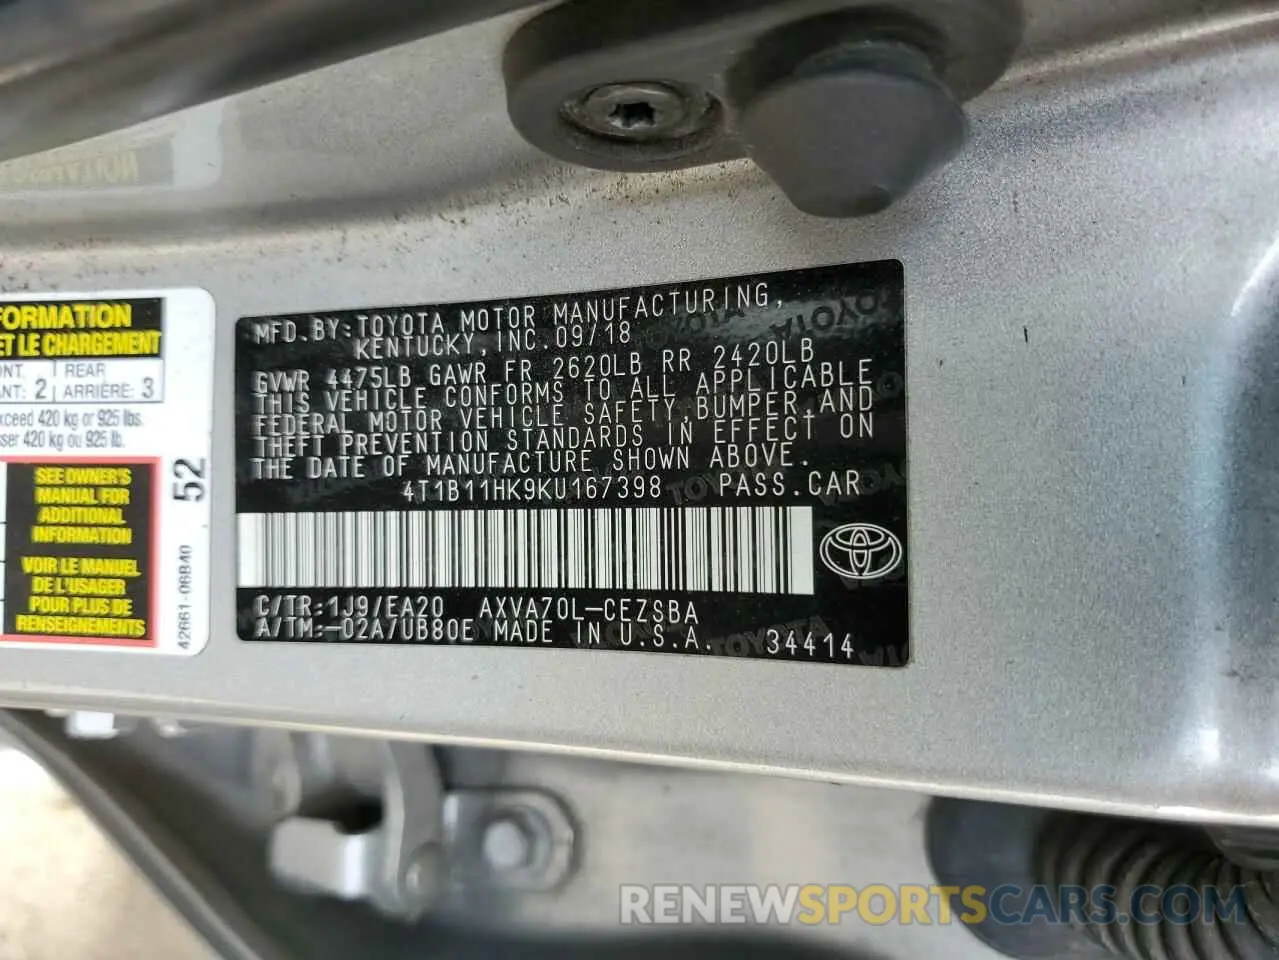 MFD. BY: TOYOTA MOTOR MANUFACTURING,
KENTUCKY, INC. 09/18
GVWR 4475LB GAWR FR 2620LB RR 2420LB
THIS VEHICLE CONFORMS TO ALL APPLICABLE
FEDERAL MOTOR VEHICLE SAFETY, BUMPER, AND
THEFT PREVENTION STANDARDS IN EFFECT ON
THE DATE OF MANUFACTURE SHOWN ABOVE.
4T1B11HK9KU167398 PASS. CAR
C/TR: 1J9/EA20 AXVA70L-CEZSBA
A/TM: -02A/UB80E MADE IN U.S.A. 34414
ET LE CHARGEMENT
REAR
2 ARRIÈRE: 3
420 kg or 925 lbs.
420 kg ou 925 lb.
SEE OWNER'S
MANUAL FOR
ADDITIONAL
INFORMATION
VOIR LE MANUEL
DE L'USAGER
POUR PLUS DE
RENSEIGNEMENTS
52
42661-06B40
RENEWSPORTSCARS.COM